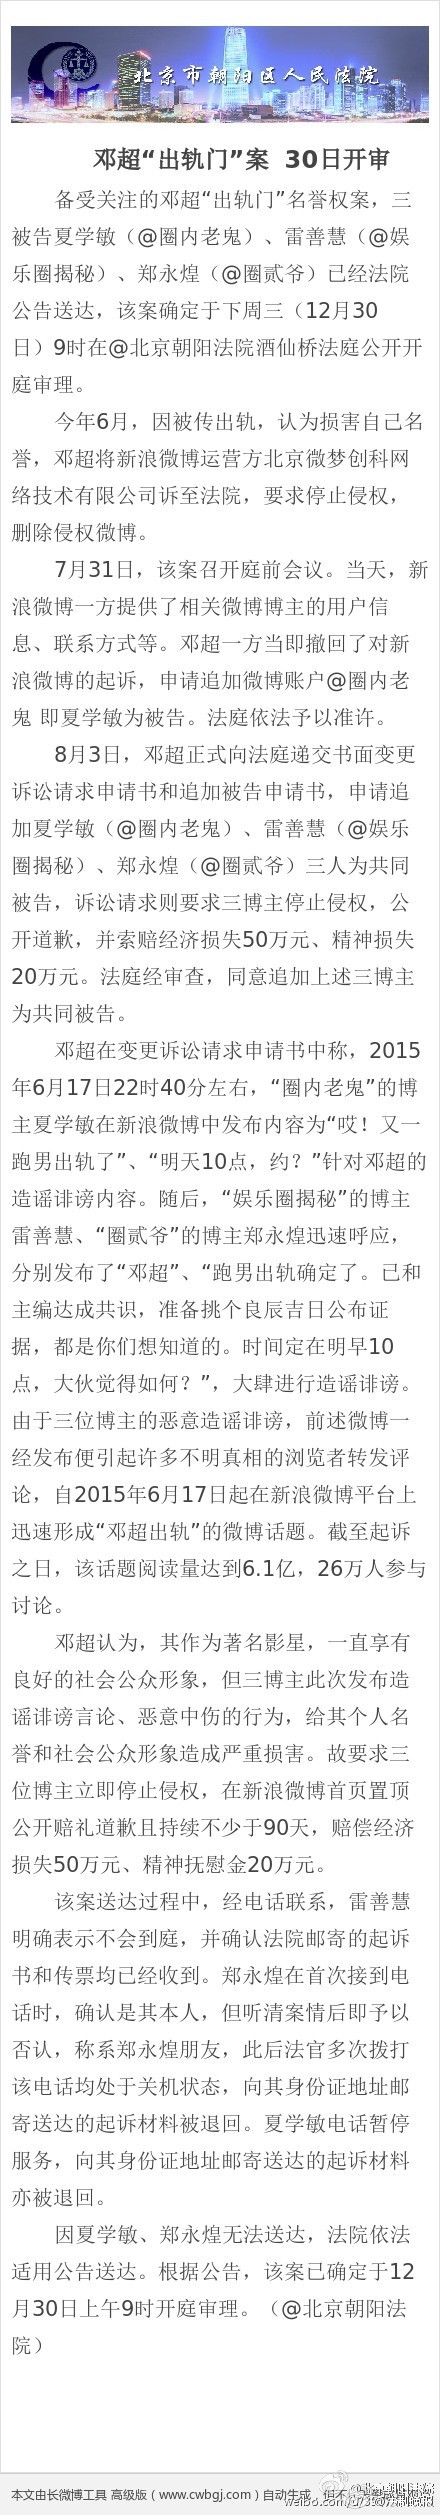 北京市朝阳区人民法院
邓超“出轨门”案 30日开审
备受关注的邓超“出轨门”名誉权案，三
被告夏学敏（@圈内老鬼）、雷善慧（@娱
乐圈揭秘）、郑永煌（@圈贰爷）已经法院
公告送达，该案确定于下周三（12月30
日）9时在@北京朝阳法院酒仙桥法庭公开开
庭审理。
今年6月，因被传出轨，认为损害自己名
誉，邓超将新浪微博运营方北京微梦创科网
络技术有限公司诉至法院，要求停止侵权，
删除侵权微博。
7月31日，该案召开庭前会议。当天，新
浪微博一方提供了相关微博博主的用户信
息、联系方式等。邓超一方当即撤回了对新
浪微博的起诉，申请追加微博账户@圈内老
鬼 即夏学敏为被告。法庭依法予以准许。
8月3日，邓超正式向法庭递交书面变更
诉讼请求申请书和追加被告申请书，申请追
加夏学敏（@圈内老鬼）、雷善慧（@娱乐
圈揭秘）、郑永煌（@圈贰爷）三人为共同
被告，诉讼请求则要求三博主停止侵权，公
开道歉，并索赔经济损失50万元、精神损失
20万元。法庭经审查，同意追加上述三博主
为共同被告。
邓超在变更诉讼请求申请书中称，2015
年6月17日22时40分左右，“圈内老鬼”的博
主夏学敏在新浪微博中发布内容为“哎！又一
跑男出轨了”、“明天10点，约？”针对邓超的
造谣诽谤内容。随后，“娱乐圈揭秘”的博主
雷善慧、“圈贰爷”的博主郑永煌迅速呼应，
分别发布了“邓超”、“跑男出轨确定了。已和
主编达成共识，准备挑个良辰吉日公布证
据，都是你们想知道的。时间定在明早10
点，大伙觉得如何？”，大肆进行造谣诽谤。
由于三位博主的恶意造谣诽谤，前述微博一
经发布便引起许多不明真相的浏览者转发评
论，自2015年6月17日起在新浪微博平台上
迅速形成“邓超出轨”的微博话题。截至起诉
之日，该话题阅读量达到6.1亿，26万人参与
讨论。
邓超认为，其作为著名影星，一直享有
良好的社会公众形象，但三博主此次发布造
谣诽谤言论、恶意中伤的行为，给其个人名
誉和社会公众形象造成严重损害。故要求三
位博主立即停止侵权，在新浪微博首页置顶
公开赔礼道歉且持续不少于90天，赔偿经济
损失50万元、精神抚慰金20万元。
该案送达过程中，经电话联系，雷善慧
明确表示不会到庭，并确认法院邮寄的起诉
书和传票均已经收到。郑永煌在首次接到电
话时，确认是其本人，但听清案情后即予以
否认，称系郑永煌朋友，此后法官多次拨打
该电话均处于关机状态，向其身份证地址邮
寄送达的起诉材料被退回。夏学敏电话暂停
服务，向其身份证地址邮寄送达的起诉材料
亦被退回。
因夏学敏、郑永煌无法送达，法院依法
适用公告送达。根据公告，该案已确定于12
月30日上午9时开庭审理。（@北京朝阳法
院）
本文由长微博工具 高级版（www.cwbgj.com）自动生成